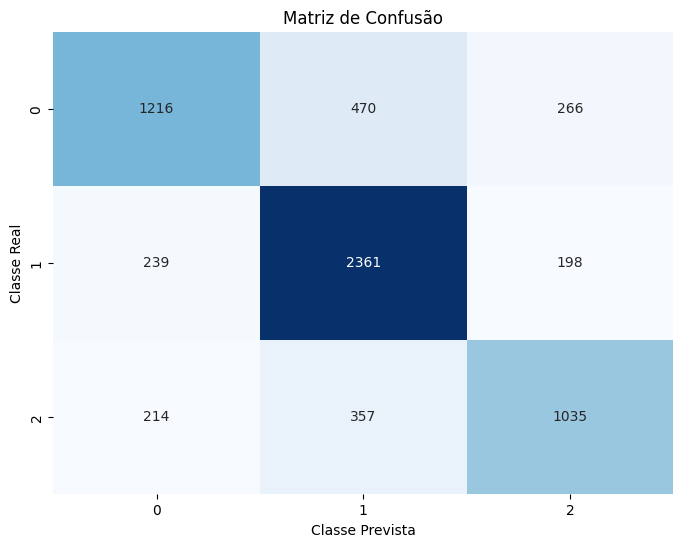 Matriz de Confusão
0
1216 470 266
Classe Real
1
239 2361 198
2
214 357 1035
0 1 2
Classe Prevista